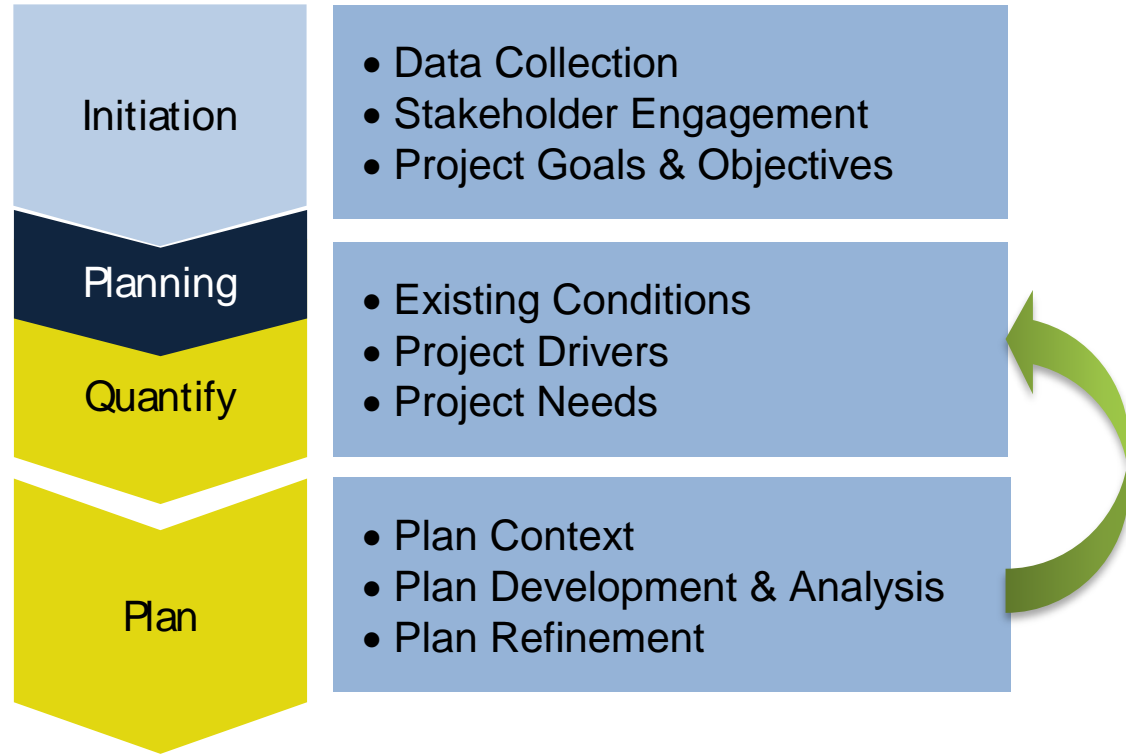 Initiation
• Data Collection
• Stakeholder Engagement
• Project Goals & Objectives
Planning
Quantify
• Existing Conditions
• Project Drivers
• Project Needs
Plan
• Plan Context
• Plan Development & Analysis
• Plan Refinement